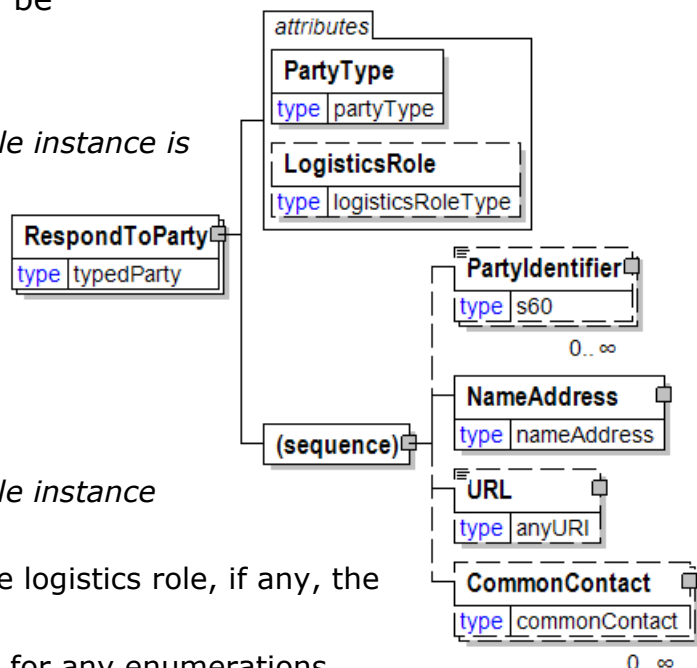 be
attributes
PartyType
type partyType
le instance is
LogisticsRole
type logisticsRoleType
RespondToParty
type typedParty
PartyIdentifier
type s60
0.. ∞
NameAddress
type nameAddress
(sequence)
le instance
URL
type anyURI
e logistics role, if any, the
CommonContact
type commonContact
for any enumerations
0.. ∞